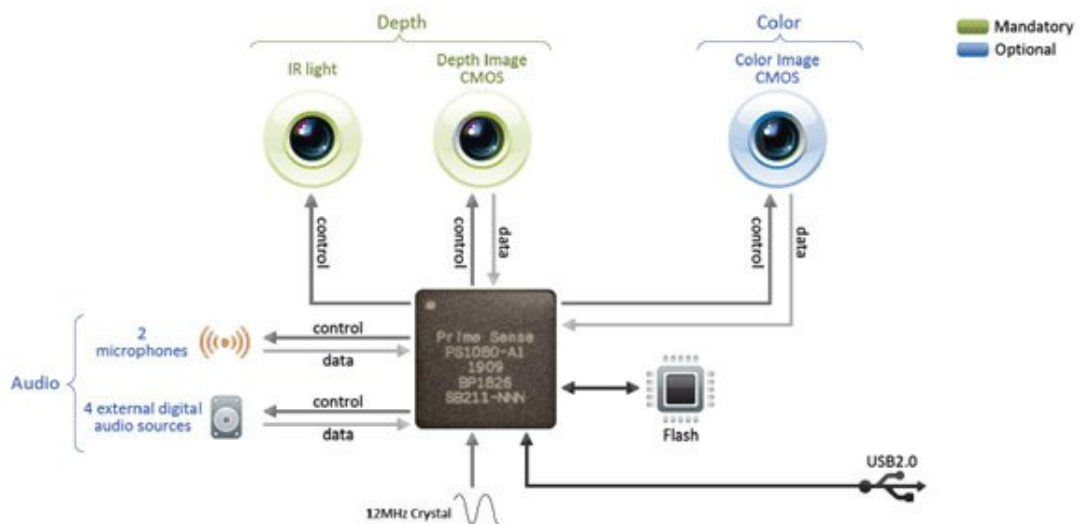 Depth
Color
Mandatory
Optional
IR light
Depth Image
CMOS
Color Image
CMOS
control
control
data
control
data
Prime Sense
PS1080-A1
1909
BP1826
SB211-NNN
Audio
2
microphones
control
data
4 external digital
audio sources
control
data
Flash
USB2.0
12MHz Crystal